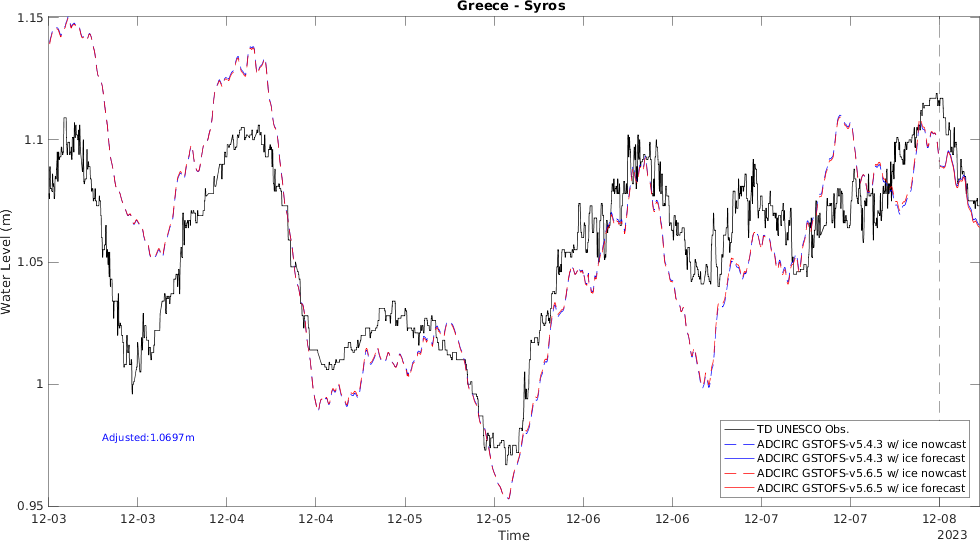 Greece - Syros
1.15
1.1
1.05
1
0.95
Water Level (m)
Adjusted:1.0697m
TD UNESCO Obs.
ADCIRC GSTOFS-v5.4.3 w/ ice nowcast
ADCIRC GSTOFS-v5.4.3 w/ ice forecast
ADCIRC GSTOFS-v5.6.5 w/ ice nowcast
ADCIRC GSTOFS-v5.6.5 w/ ice forecast
12-03 12-03 12-04 12-04 12-05 12-05 12-06 12-06 12-07 12-07 12-08
Time
2023